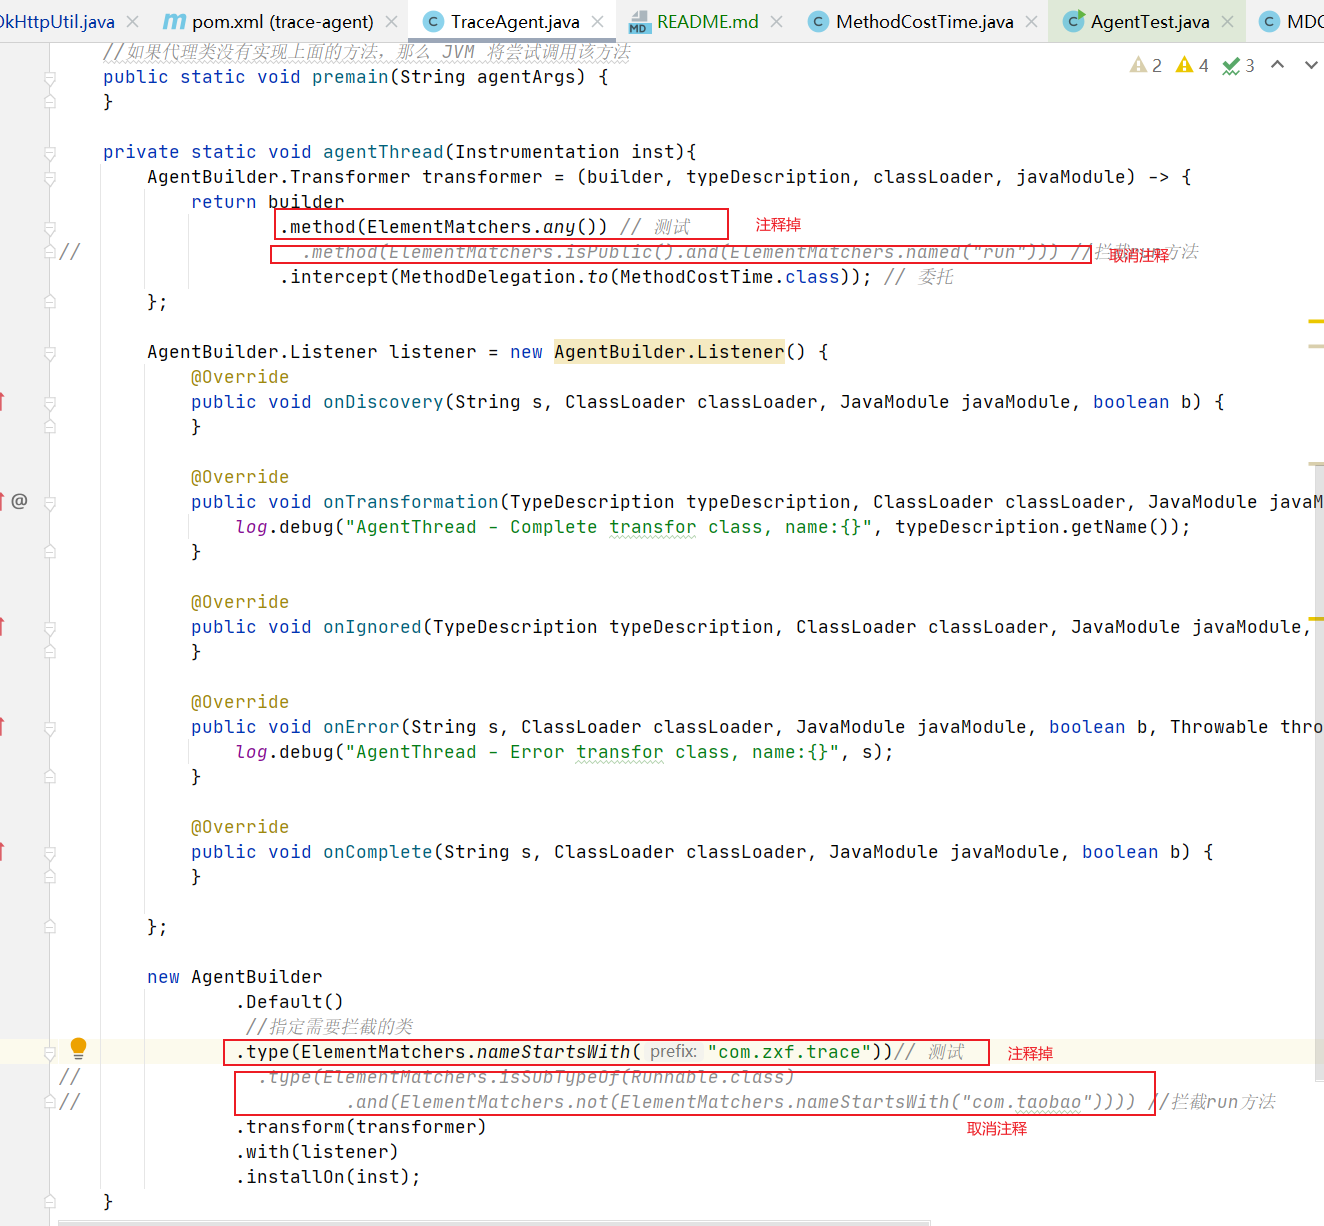 OkHttpUtil.java × m pom.xml (trace-agent) × C TraceAgent.java × MD README.md × C MethodCostTime.java × C AgentTest.java × C MDC
//如果代理类没有实现上面的方法，那么 JVM 将尝试调用该方法
public static void premain(String agentArgs) { 2 4 3
}
private static void agentThread(Instrumentation inst){
AgentBuilder.Transformer transformer = (builder, typeDescription, classLoader, javaModule) -> {
return builder
.method(ElementMatchers.any()) // 测试 注释掉
// .method(ElementMatchers.isPublic().and(ElementMatchers.named("run"))) //拦截run方法 取消注释
.intercept(MethodDelegation.to(MethodCostTime.class)); // 委托
};
AgentBuilder.Listener listener = new AgentBuilder.Listener() {
@Override
public void onDiscovery(String s, ClassLoader classLoader, JavaModule javaModule, boolean b) {
}
@Override
@ public void onTransformation(TypeDescription typeDescription, ClassLoader classLoader, JavaModule javaM
log.debug("AgentThread - Complete transfor class, name:{}", typeDescription.getName());
}
@Override
public void onIgnored(TypeDescription typeDescription, ClassLoader classLoader, JavaModule javaModule,
}
@Override
public void onError(String s, ClassLoader classLoader, JavaModule javaModule, boolean b, Throwable thro
log.debug("AgentThread - Error transfor class, name:{}", s);
}
@Override
public void onComplete(String s, ClassLoader classLoader, JavaModule javaModule, boolean b) {
}
};
new AgentBuilder
.Default()
//指定需要拦截的类
.type(ElementMatchers.nameStartsWith( prefix: "com.zxf.trace"))// 测试 注释掉
// .type(ElementMatchers.isSubTypeOf(Runnable.class)
// .and(ElementMatchers.not(ElementMatchers.nameStartsWith("com.taobao")))) //拦截run方法
.transform(transformer) 取消注释
.with(listener)
.installOn(inst);
}